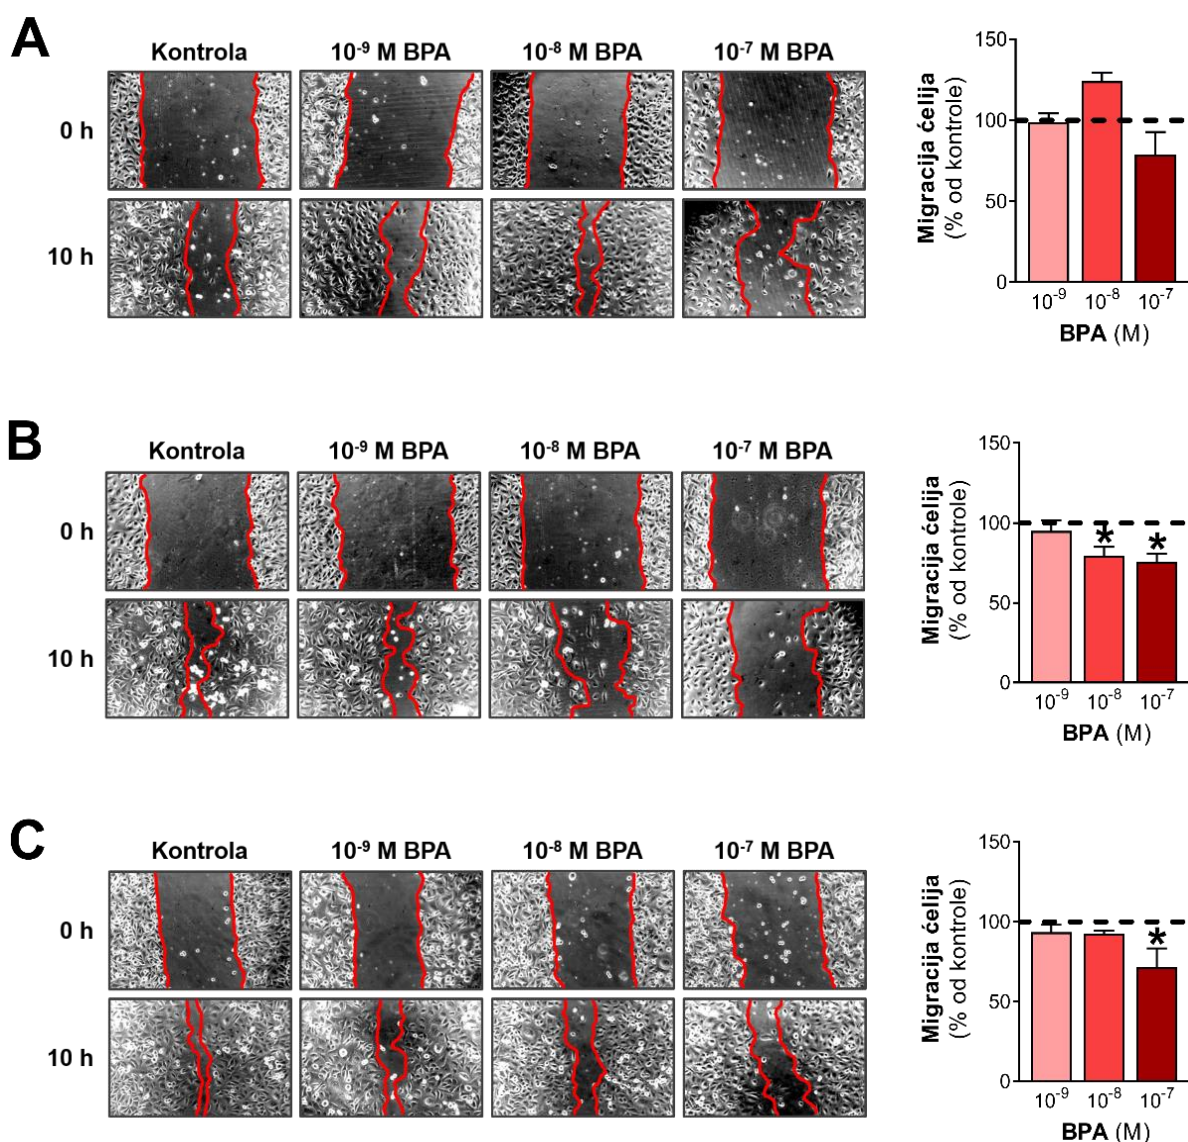 A
Kontrola
10⁻⁹ M BPA
10⁻⁸ M BPA
10⁻⁷ M BPA
0 h
10 h
Migracija ćelija
(% od kontrole)
150
100
50
0
10⁻⁹
10⁻⁸
10⁻⁷
BPA (M)
B
Kontrola
10⁻⁹ M BPA
10⁻⁸ M BPA
10⁻⁷ M BPA
0 h
10 h
Migracija ćelija
(% od kontrole)
150
100
50
0
*
*
10⁻⁹
10⁻⁸
10⁻⁷
BPA (M)
C
Kontrola
10⁻⁹ M BPA
10⁻⁸ M BPA
10⁻⁷ M BPA
0 h
10 h
Migracija ćelija
(% od kontrole)
150
100
50
0
*
10⁻⁹
10⁻⁸
10⁻⁷
BPA (M)